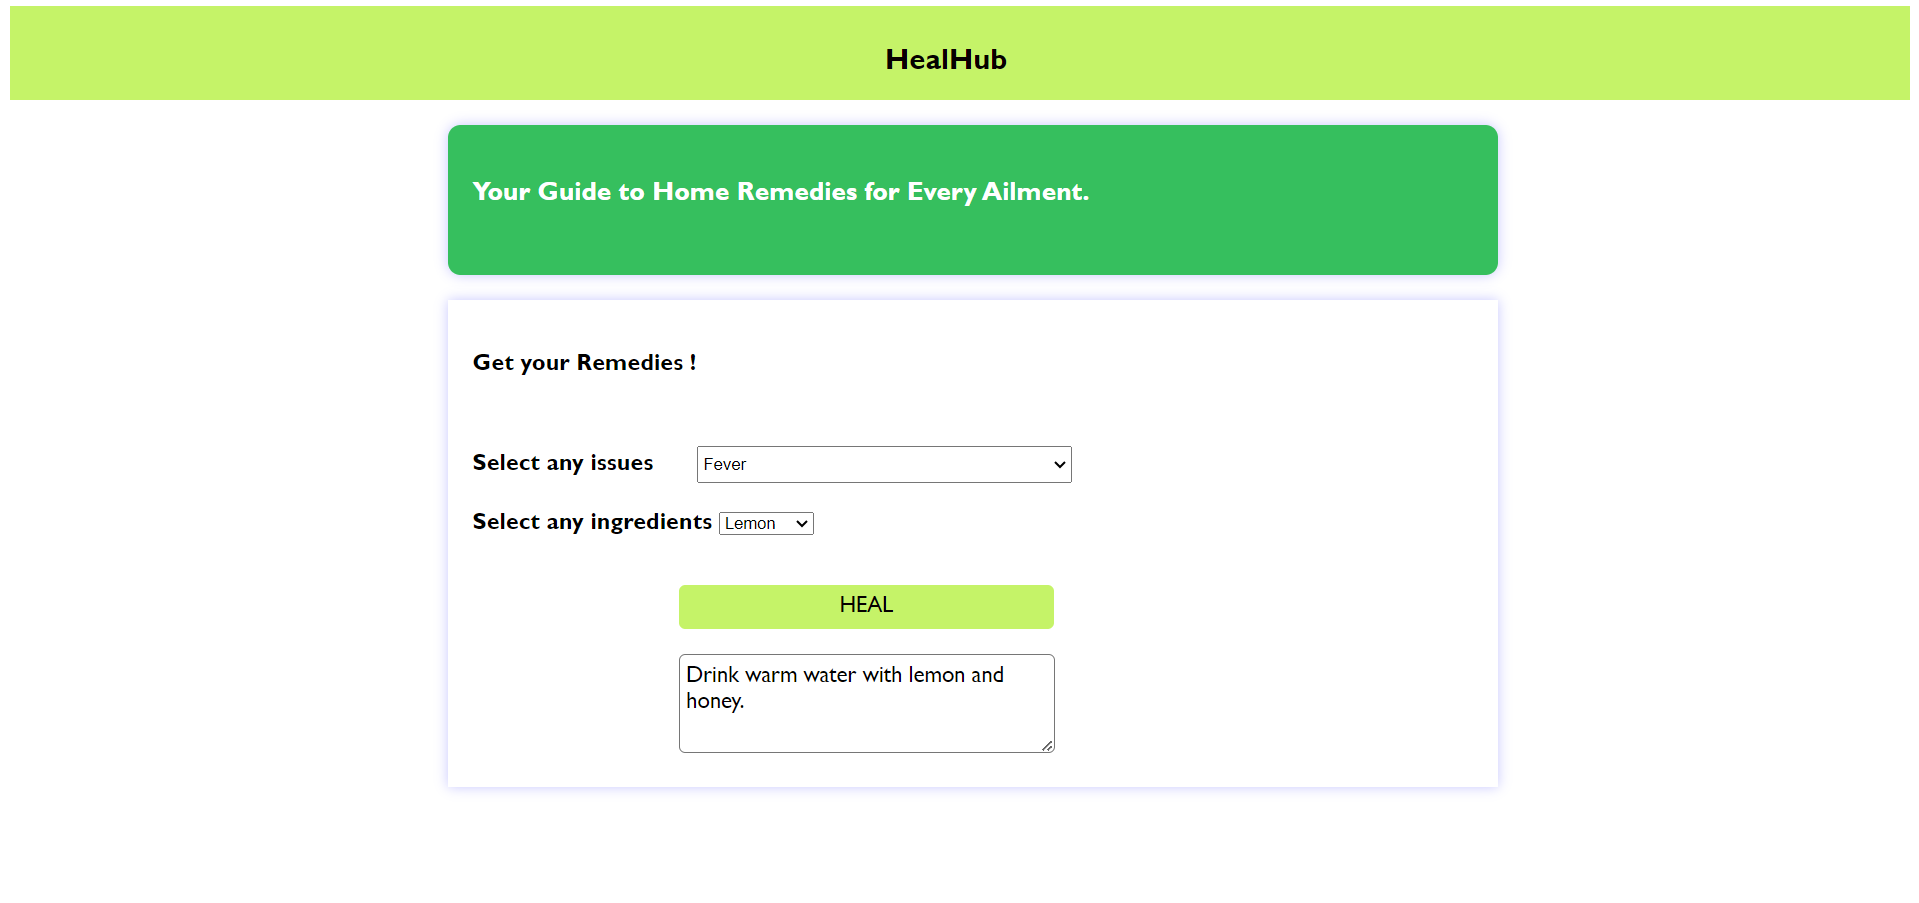 HealHub
Your Guide to Home Remedies for Every Ailment.
Get your Remedies !
Select any issues Fever
Select any ingredients Lemon
HEAL
Drink warm water with lemon and
honey.